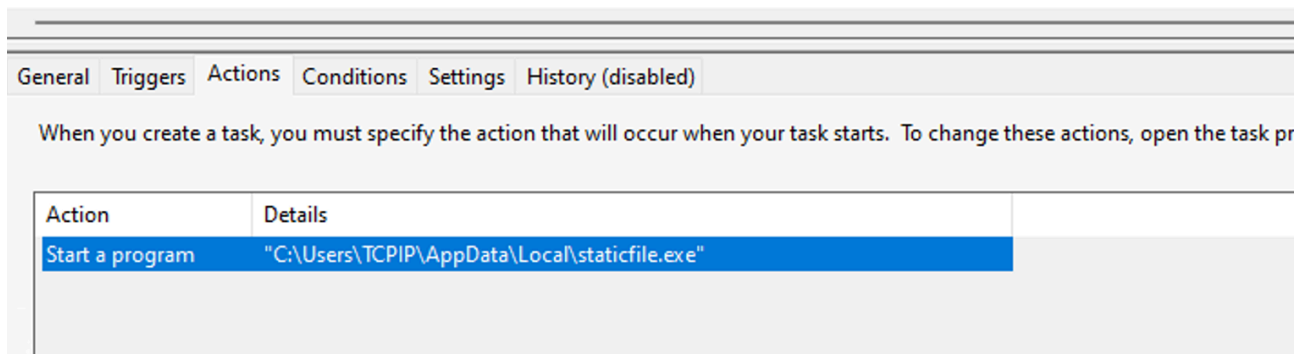 General Triggers Actions Conditions Settings History (disabled)
When you create a task, you must specify the action that will occur when your task starts. To change these actions, open the task pr
Action Details
Start a program "C:\Users\TCPIP\AppData\Local\staticfile.exe"